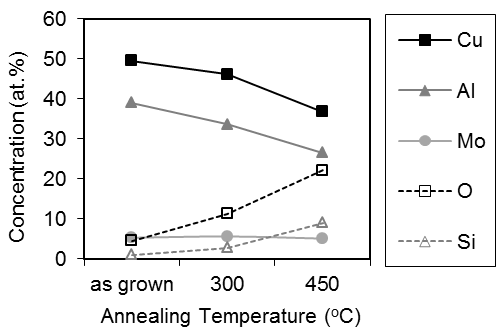 60
50
40
30
20
10
0
Concentration (at.%)
as grown 300 450
Annealing Temperature (°C)
Cu
Al
Mo
O
Si